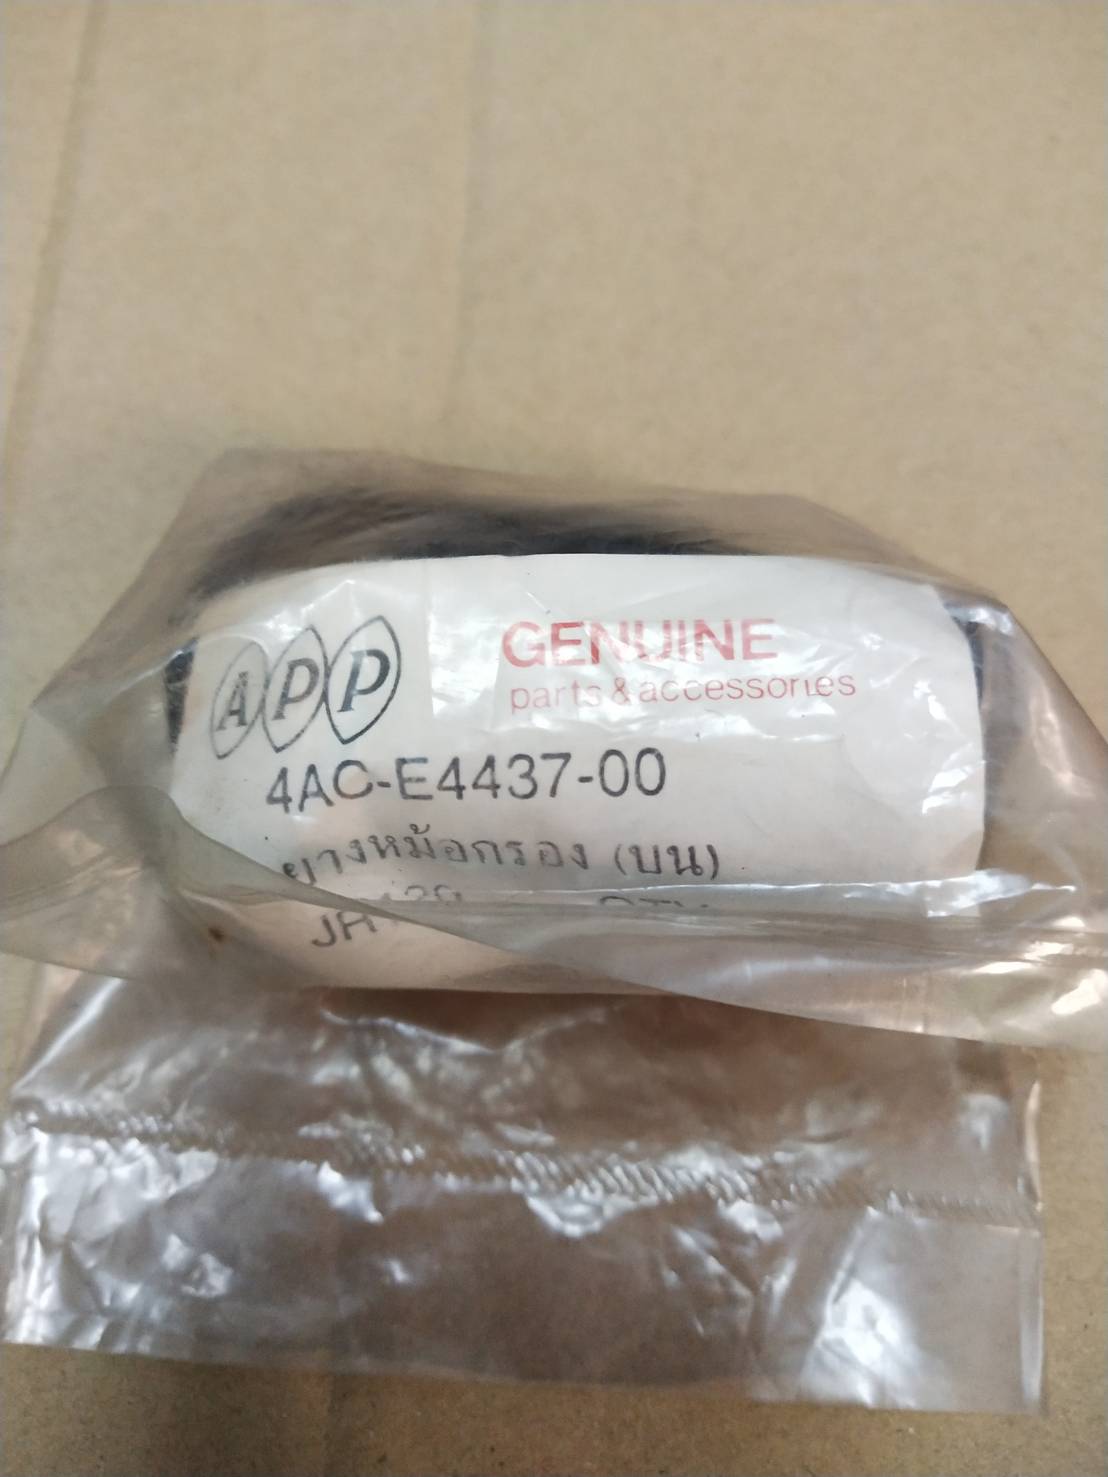 APP
GENUINE
parts & accessories
4AC-E4437-00
ยางหม้อกรอง (บน)